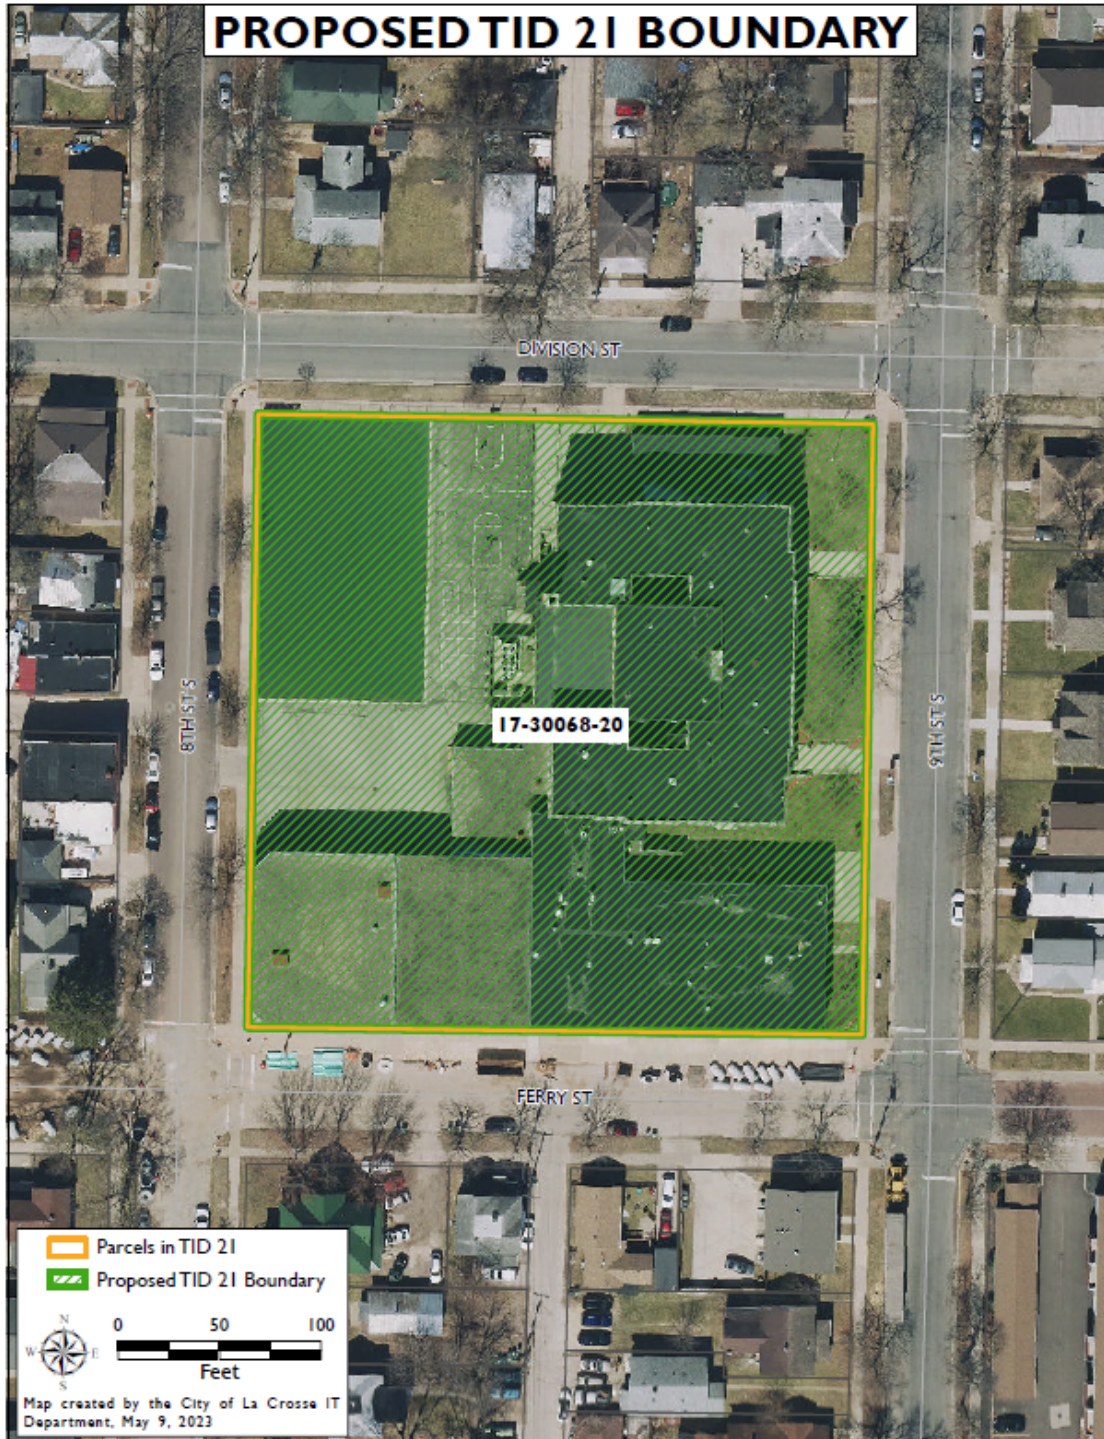 PROPOSED TID 21 BOUNDARY
DIVISION ST
8TH ST S
17-30068-20
9TH ST S
FERRY ST
Parcels in TID 21
Proposed TID 21 Boundary
N
W E
S
0 50 100
Feet
Map created by the City of La Crosse IT
Department, May 9, 2023